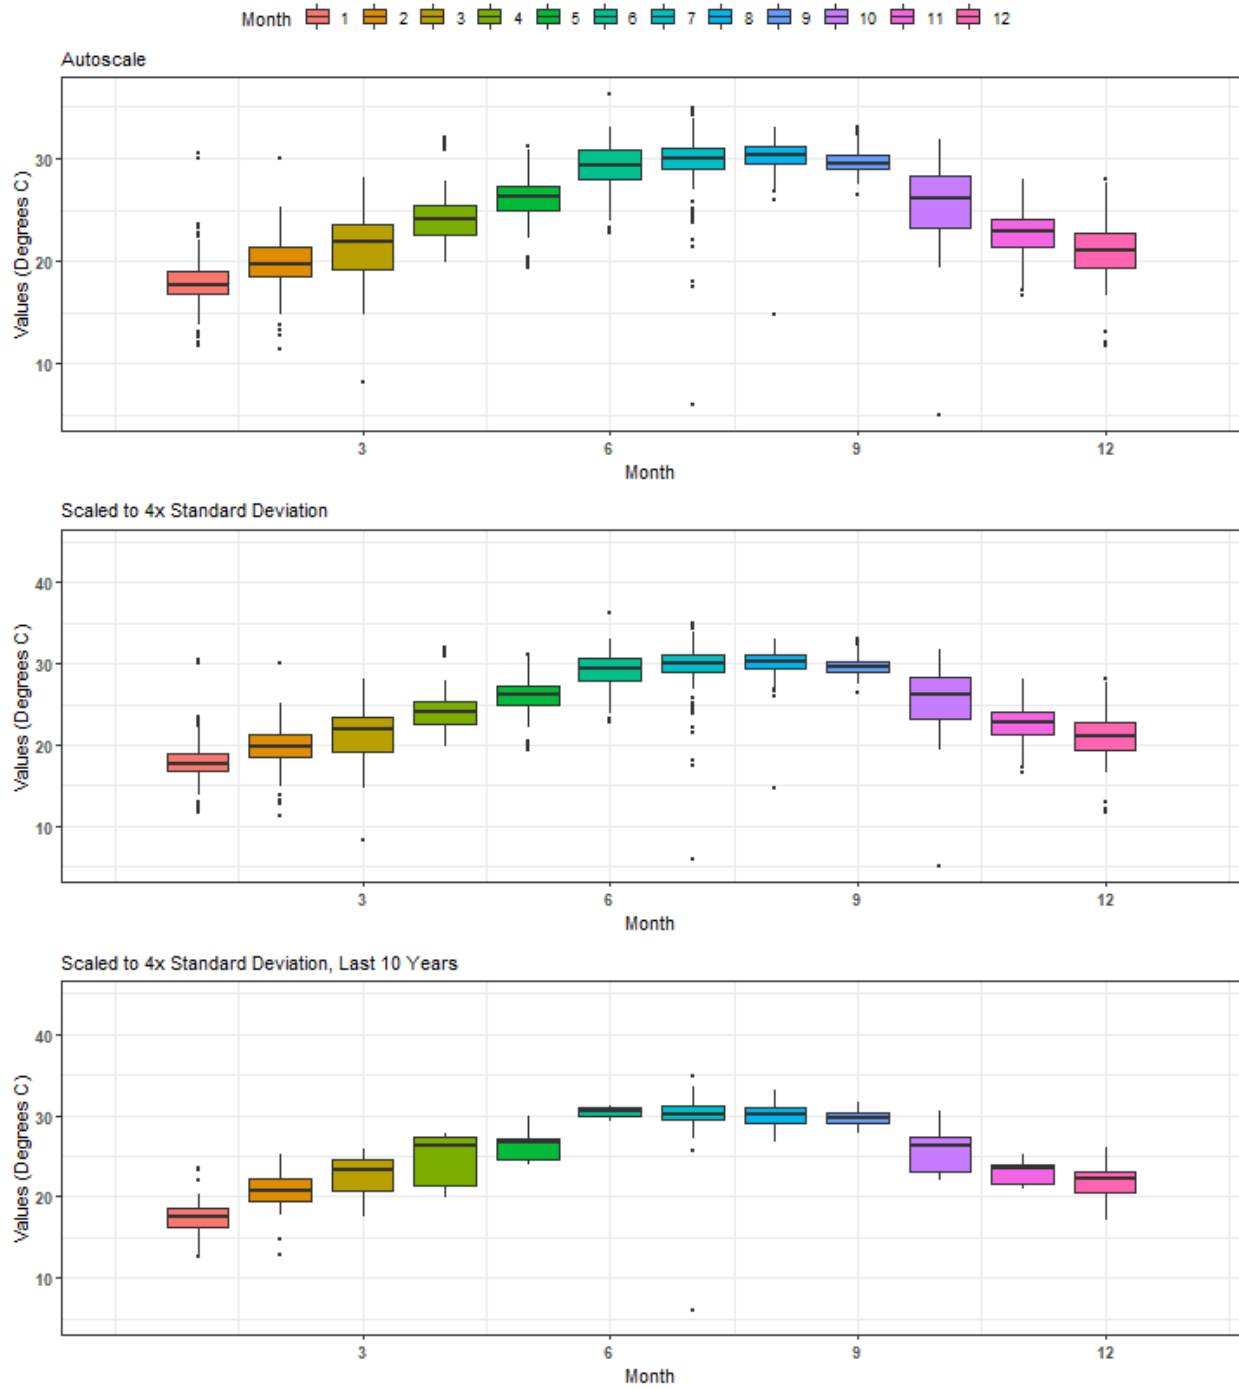 Month 1 2 3 4 5 6 7 8 9 10 11 12
Autoscale
Values (Degrees C)
30
20
10
3 6 9 12
Month
Scaled to 4x Standard Deviation
Values (Degrees C)
40
30
20
10
3 6 9 12
Month
Scaled to 4x Standard Deviation, Last 10 Years
Values (Degrees C)
40
30
20
10
3 6 9 12
Month